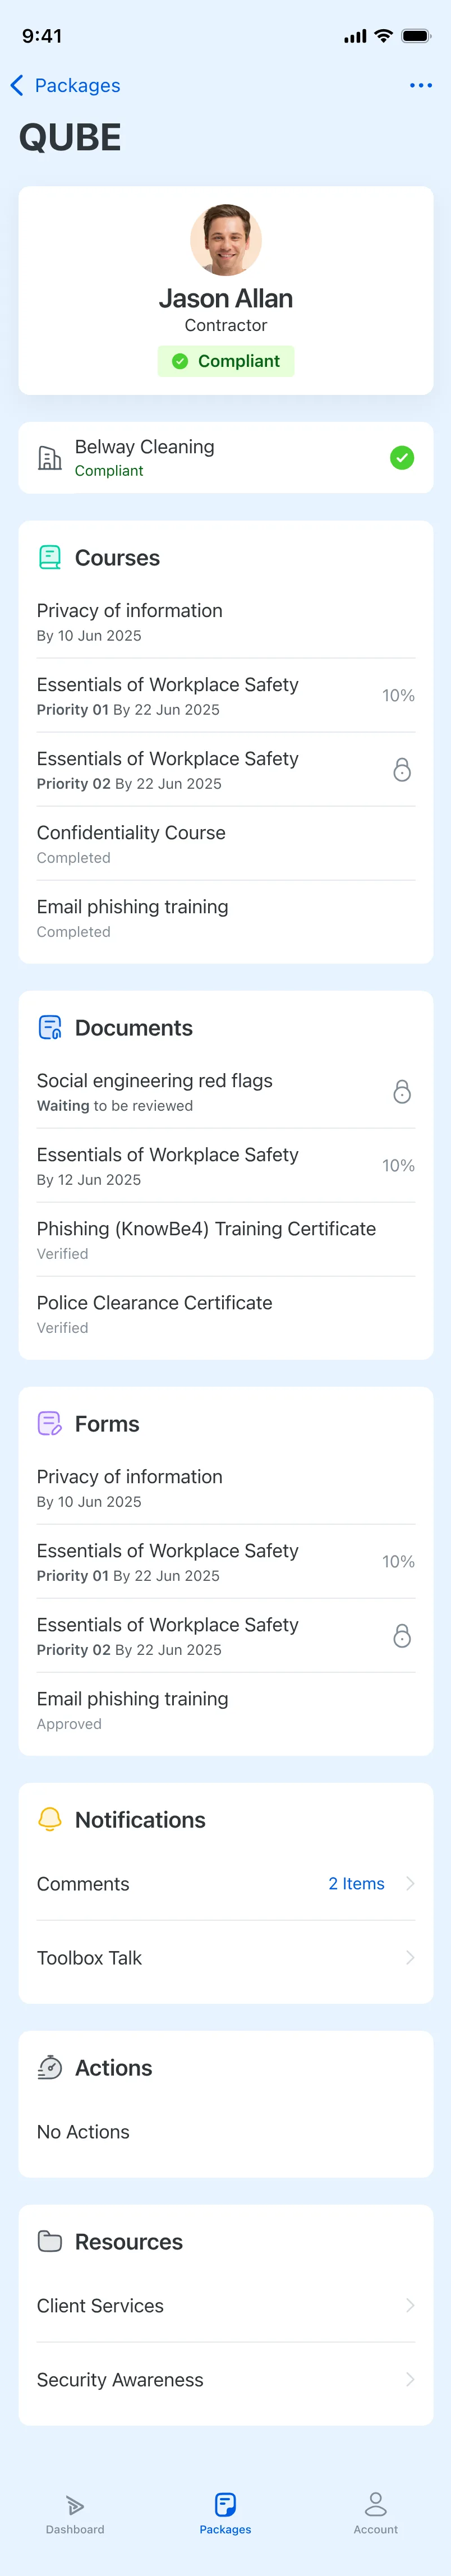 9:41
Packages
QUBE
Jason Allan
Contractor
Compliant
Belway Cleaning
Compliant
Courses
Privacy of information
By 10 Jun 2025
Essentials of Workplace Safety
10%
Priority 01 By 22 Jun 2025
Essentials of Workplace Safety
Priority 02 By 22 Jun 2025
Confidentiality Course
Completed
Email phishing training
Completed
Documents
Social engineering red flags
Waiting to be reviewed
Essentials of Workplace Safety
10%
By 12 Jun 2025
Phishing (KnowBe4) Training Certificate
Verified
Police Clearance Certificate
Verified
Forms
Privacy of information
By 10 Jun 2025
Essentials of Workplace Safety
10%
Priority 01 By 22 Jun 2025
Essentials of Workplace Safety
Priority 02 By 22 Jun 2025
Email phishing training
Approved
Notifications
Comments 2 Items
Toolbox Talk
Actions
No Actions
Resources
Client Services
Security Awareness
Dashboard Packages Account